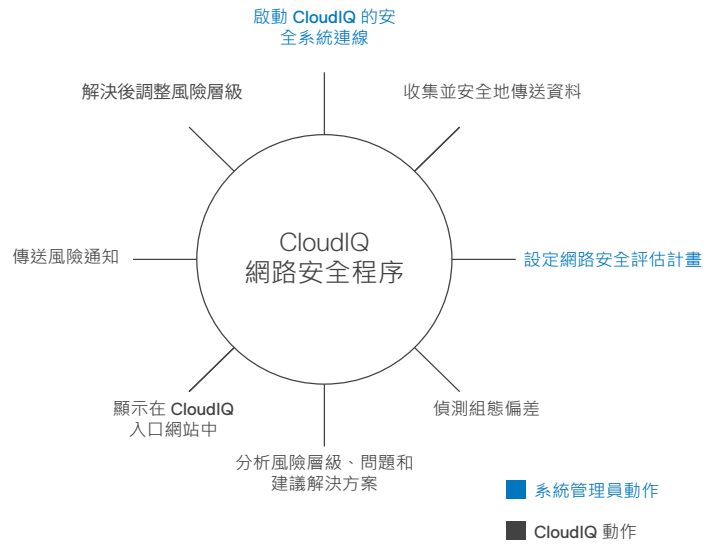 啟動 CloudIQ 的安
全系統連線
解決後調整風險層級
收集並安全地傳送資料
CloudIQ
網路安全程序
傳送風險通知
設定網路安全評估計畫
顯示在 CloudIQ
入口網站中
偵測組態偏差
分析風險層級、問題和
建議解決方案
系統管理員動作
CloudIQ 動作